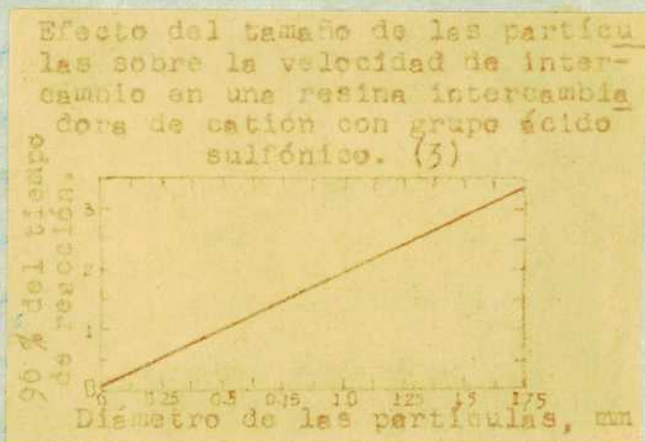 Efecto del tamaño de las partícu
las sobre la velocidad de inter-
cambio en una resina intercambia
dora de catión con grupo ácido
sulfónico. (3)
90 % del tiempo
de reacción.
3
2
1
0
0 .25 0.5 0.75 1.0 1.25 1.5 1.75
Diámetro de las partículas, mm